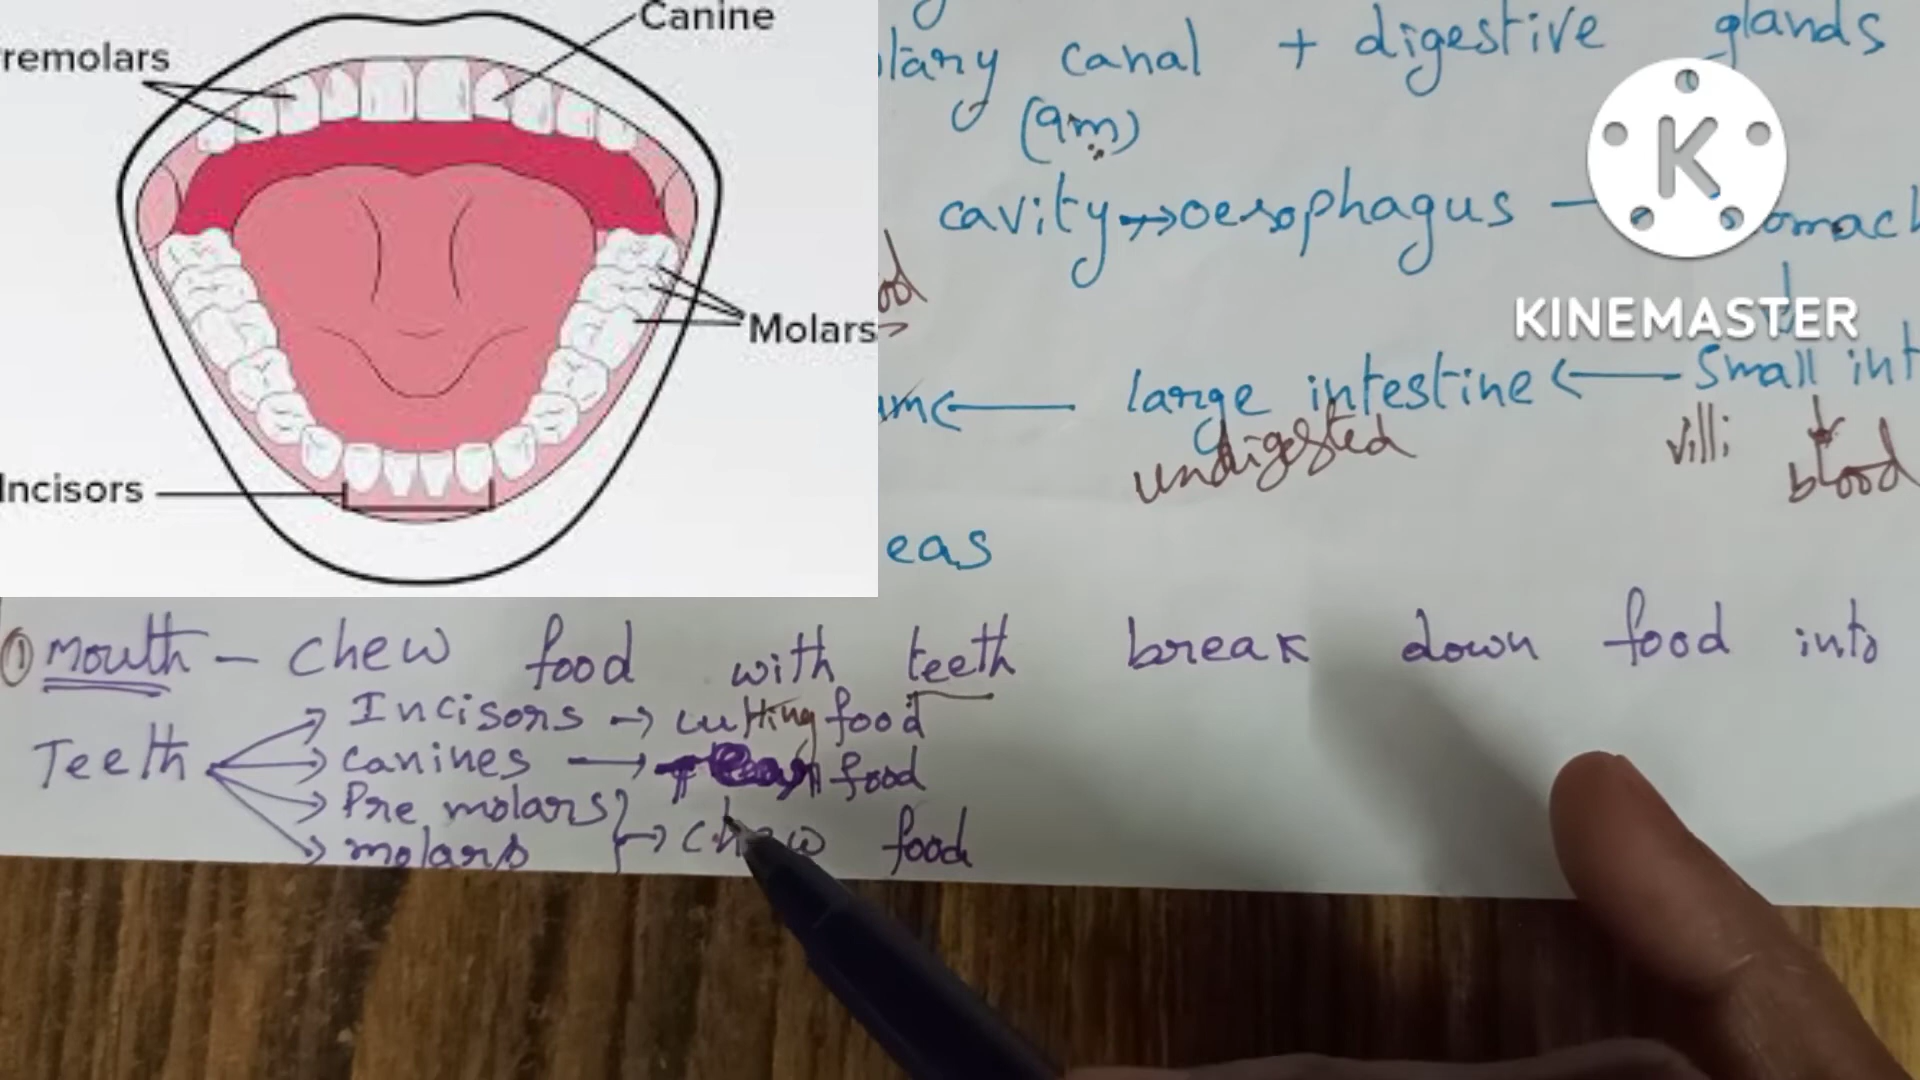 Canine
remolars
Molars
Incisors
lary canal + digestive glands
(9m)
cavity → oesophagus
omach
large intestine ← Small int
undigested
villi
blood
eas
KINEMASTER
① Mouth - chew food with teeth break down food into
Teeth → Incisors → cutting food
→ canines → food
→ Pre molars
→ molars } → chew food